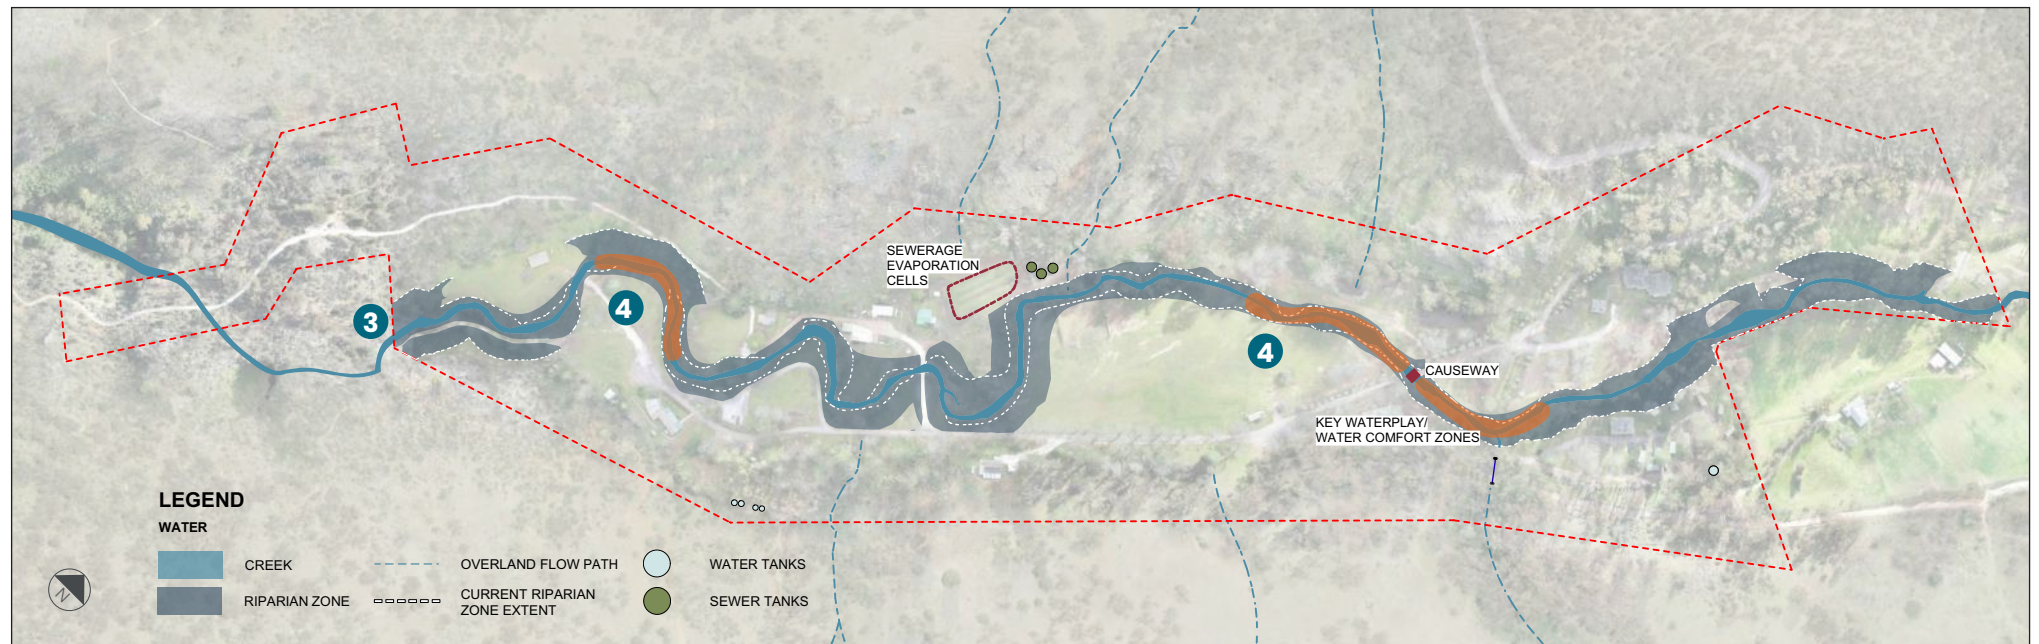 SEWERAGE
EVAPORATION
CELLS
3
4
4
CAUSEWAY
KEY WATERPLAY/
WATER COMFORT ZONES
LEGEND
WATER
CREEK
OVERLAND FLOW PATH
WATER TANKS
RIPARIAN ZONE
CURRENT RIPARIAN
ZONE EXTENT
SEWER TANKS
N